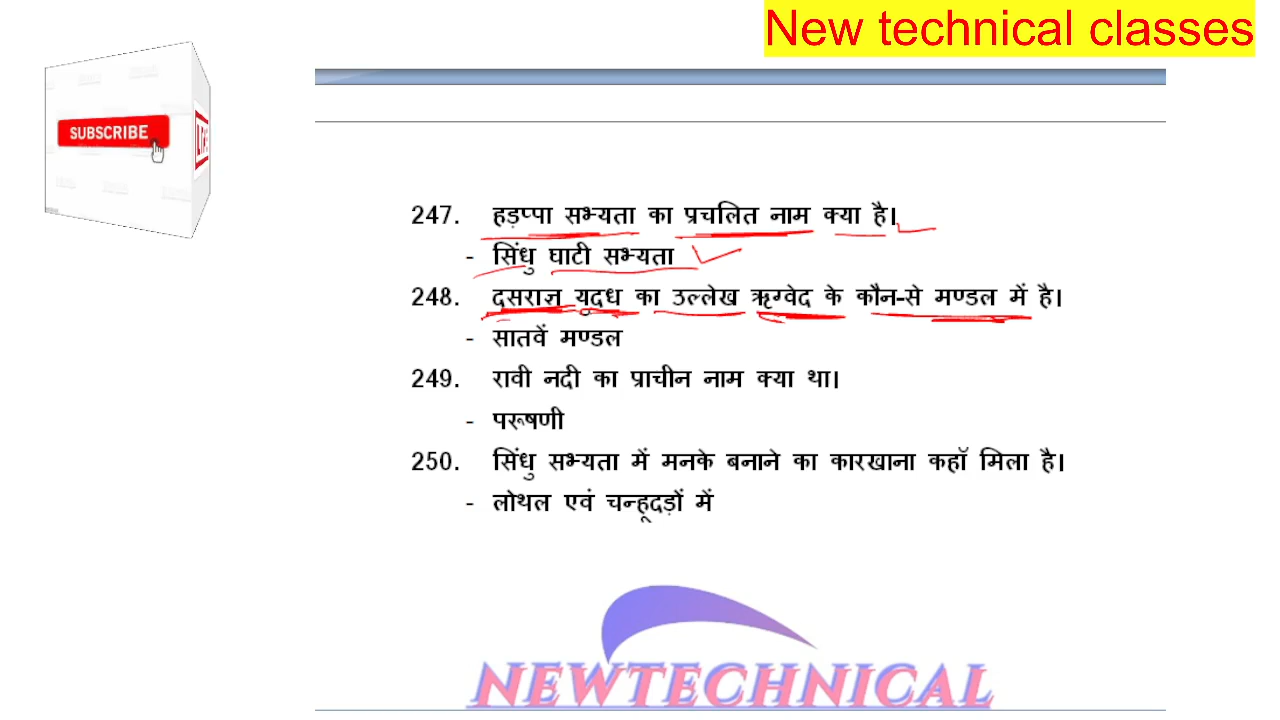 New technical classes
SUBSCRIBE
247. हड़प्पा सभ्यता का प्रचलित नाम क्या है।
- सिंधु घाटी सभ्यता
248. दसराज्ञ युद्ध का उल्लेख ऋग्वेद के कौन-से मण्डल में है।
- सातवें मण्डल
249. रावी नदी का प्राचीन नाम क्या था।
- परूषणी
250. सिंधु सभ्यता में मनके बनाने का कारखाना कहॉ मिला है।
- लोथल एवं चन्हूदड़ों में
NEWTECHNICAL